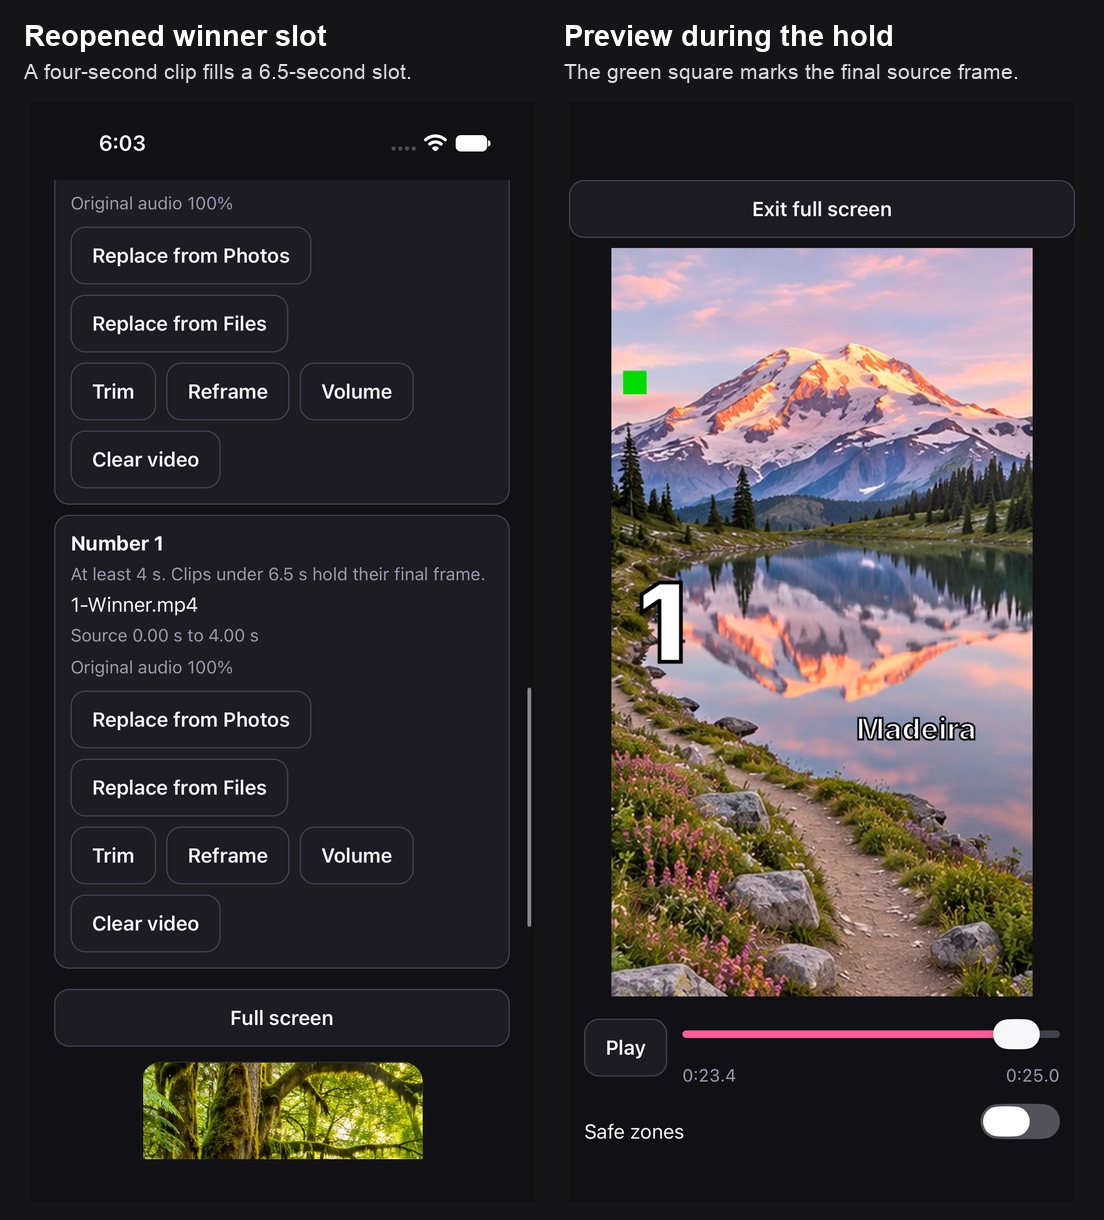 Reopened winner slot
A four-second clip fills a 6.5-second slot.
6:03
Original audio 100%
Replace from Photos
Replace from Files
Trim Reframe Volume
Clear video
Number 1
At least 4 s. Clips under 6.5 s hold their final frame.
1-Winner.mp4
Source 0.00 s to 4.00 s
Original audio 100%
Replace from Photos
Replace from Files
Trim Reframe Volume
Clear video
Full screen
Preview during the hold
The green square marks the final source frame.
Exit full screen
1
Madeira
Play
0:23.4 0:25.0
Safe zones